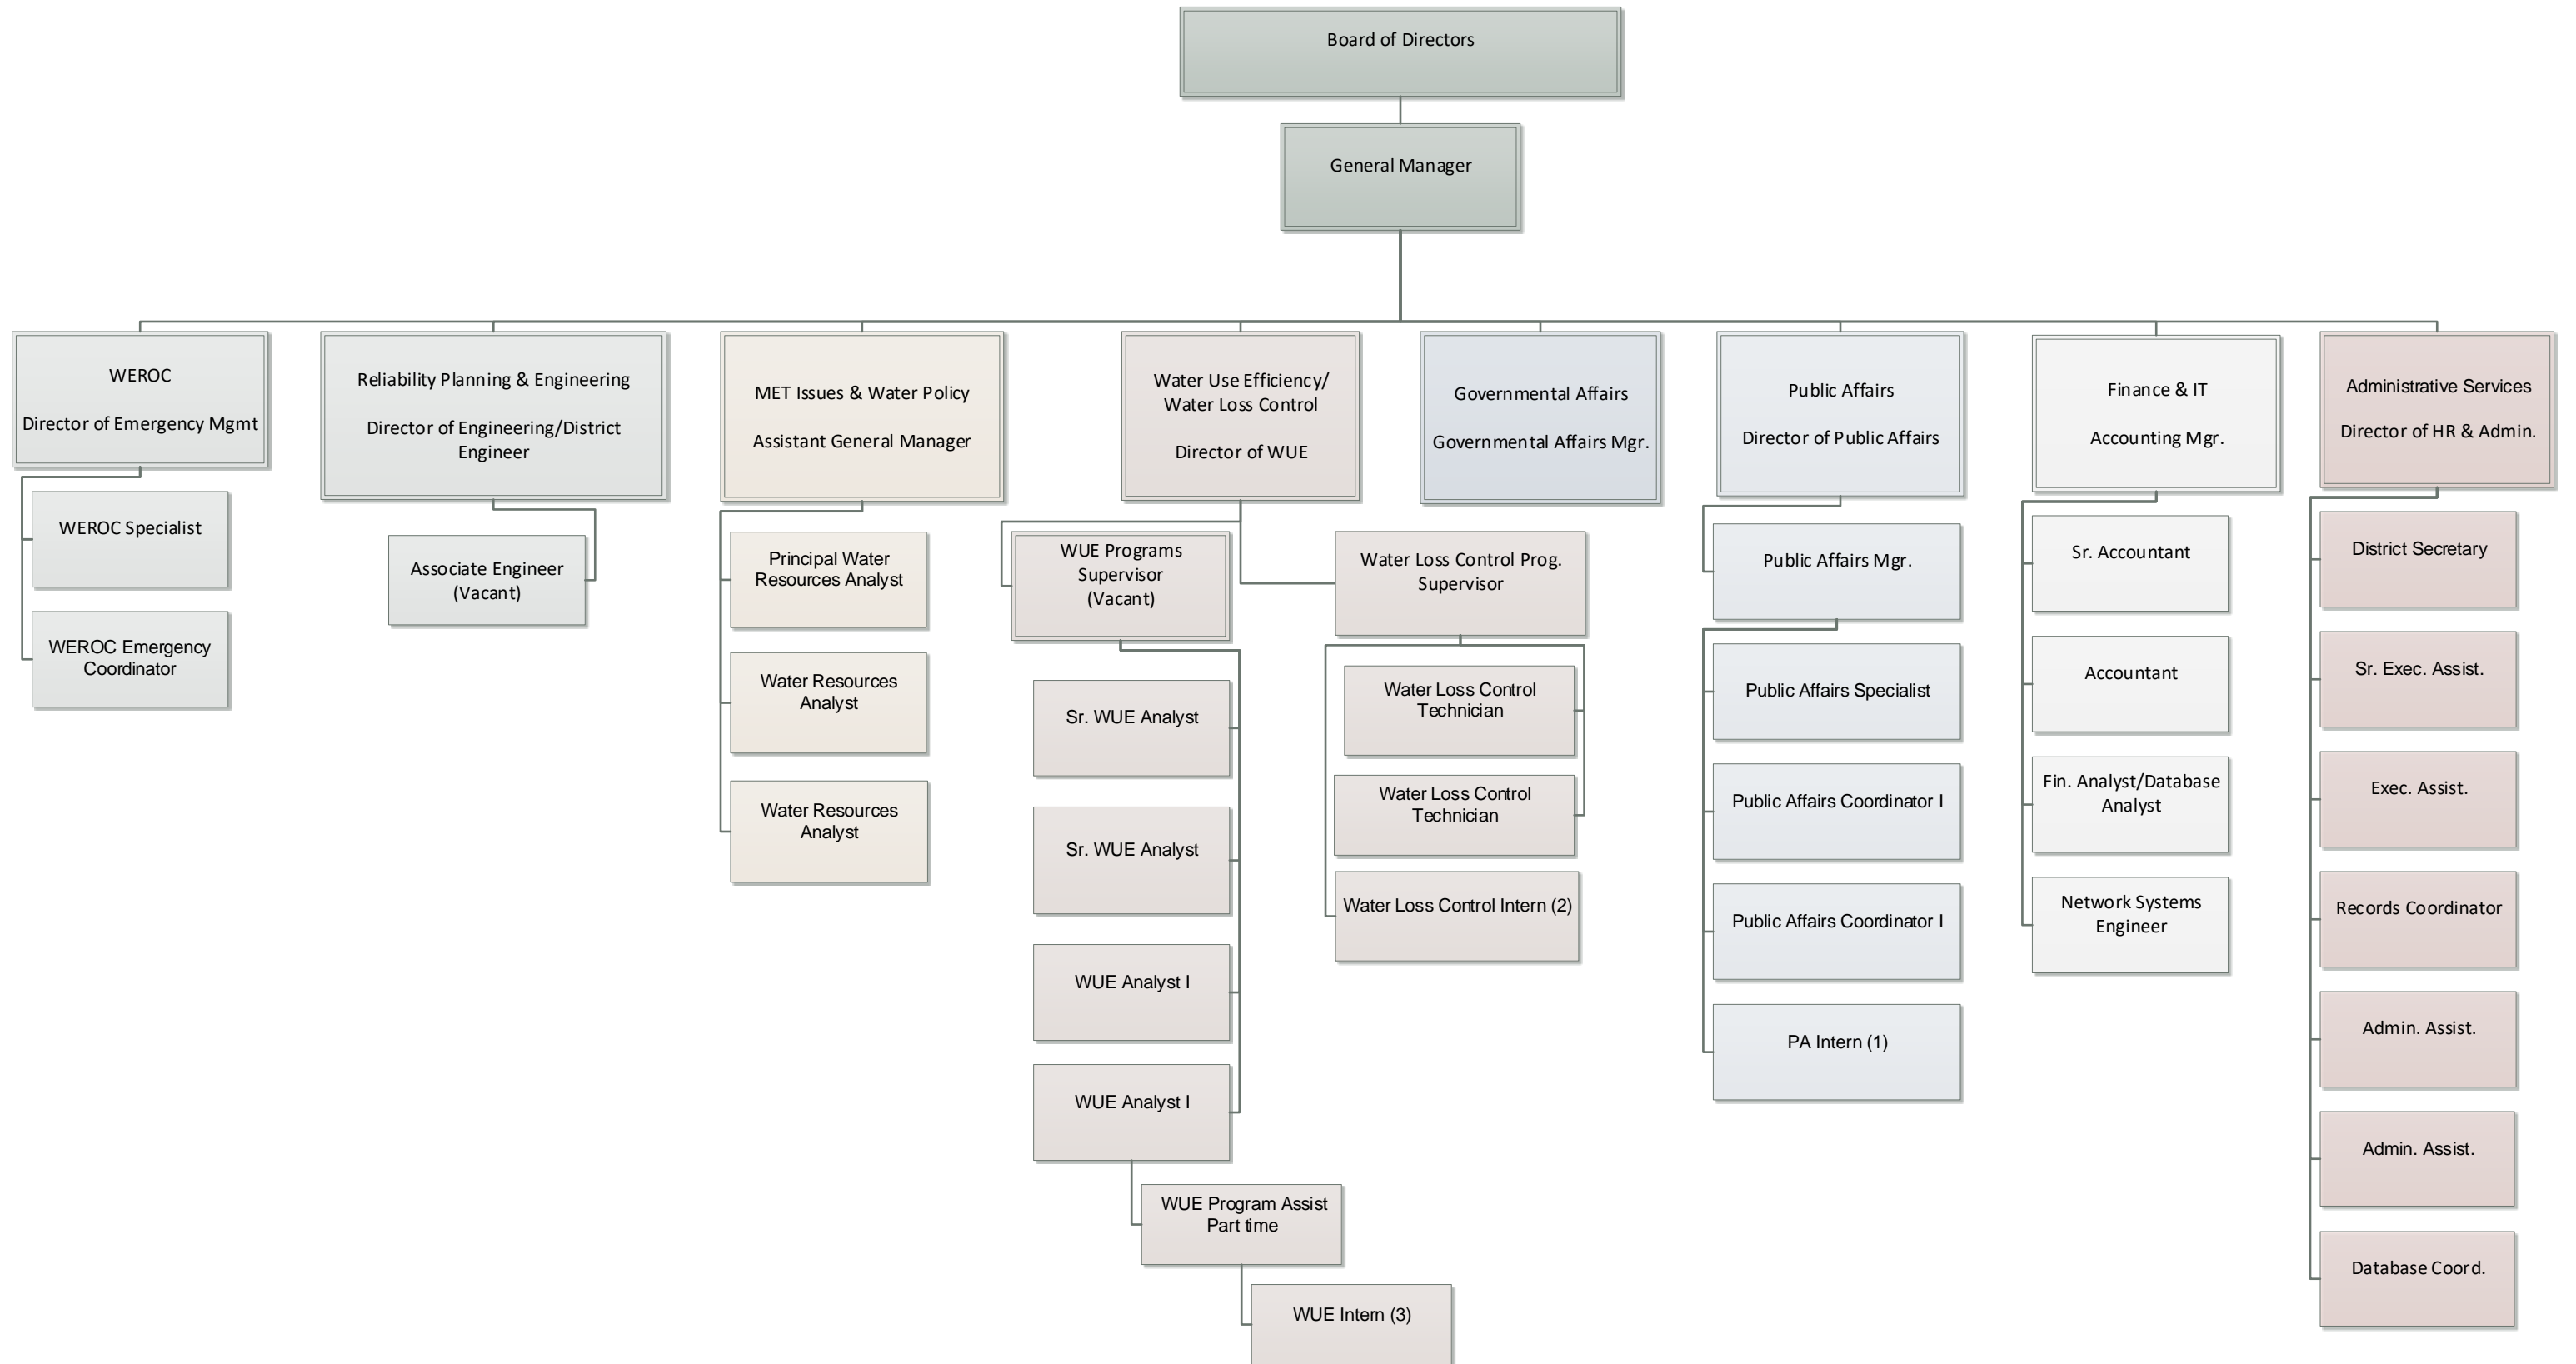 Board of Directors
General Manager
WEROC
Director of Emergency Mgmt
WEROC Specialist
WEROC Emergency
Coordinator
Reliability Planning & Engineering
Director of Engineering/District
Engineer
Associate Engineer
(Vacant)
MET Issues & Water Policy
Assistant General Manager
Principal Water
Resources Analyst
Water Resources
Analyst
Water Resources
Analyst
Water Use Efficiency/
Water Loss Control
Director of WUE
WUE Programs
Supervisor
(Vacant)
Sr. WUE Analyst
Sr. WUE Analyst
WUE Analyst I
WUE Analyst I
WUE Program Assist
Part time
WUE Intern (3)
Water Loss Control Prog.
Supervisor
Water Loss Control
Technician
Water Loss Control
Technician
Water Loss Control Intern (2)
Governmental Affairs
Governmental Affairs Mgr.
Public Affairs
Director of Public Affairs
Public Affairs Mgr.
Public Affairs Specialist
Public Affairs Coordinator I
Public Affairs Coordinator I
PA Intern (1)
Finance & IT
Accounting Mgr.
Sr. Accountant
Accountant
Fin. Analyst/Database
Analyst
Network Systems
Engineer
Administrative Services
Director of HR & Admin.
District Secretary
Sr. Exec. Assist.
Exec. Assist.
Records Coordinator
Admin. Assist.
Admin. Assist.
Database Coord.